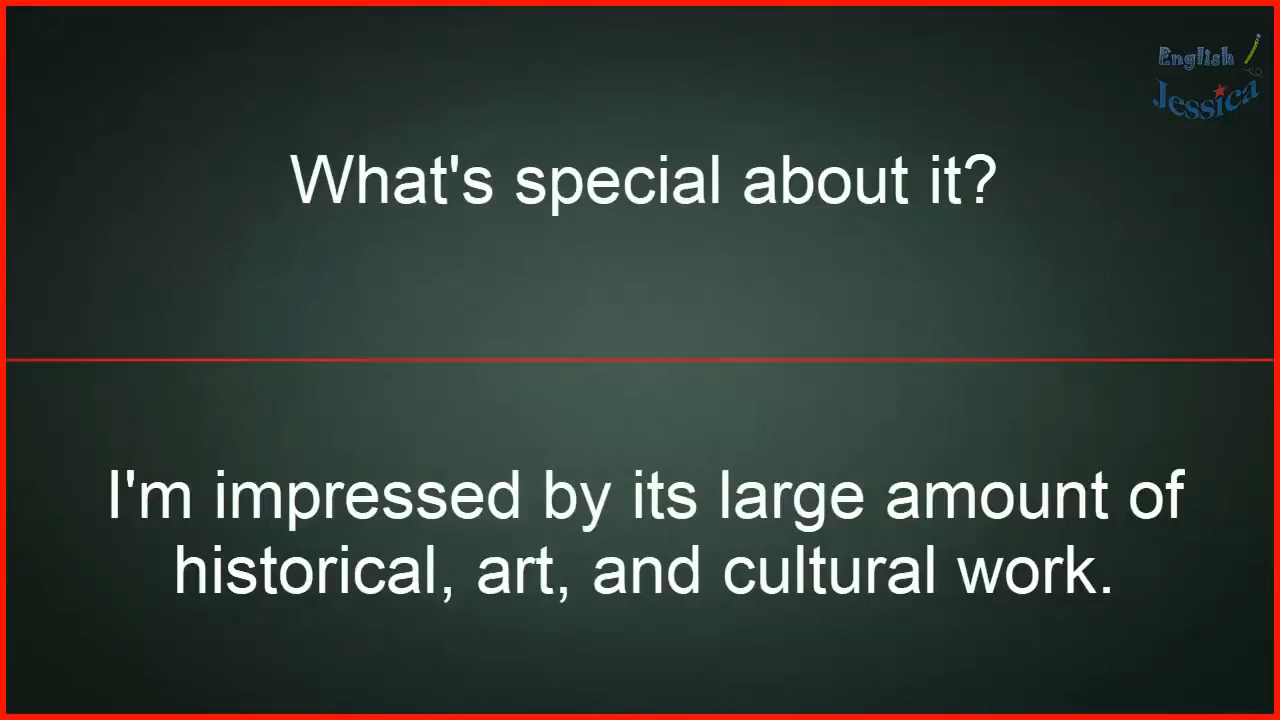 English
Jessica
What's special about it?
I'm impressed by its large amount of
historical, art, and cultural work.